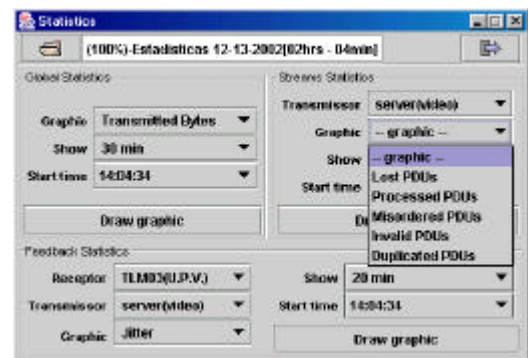 Statistics
(100%)-Estadisticas 12-13-2002[02hrs - 04min]
Global Statistics
Graphic Transmitted Bytes
Show 30 min
Start time 14:04:34
Draw graphic
Streams Statistics
Transmissor server(video)
Graphic -- graphic --
Show
Start time
-- graphic --
Lost PDUs
Processed PDUs
Misordered PDUs
Invalid PDUs
Duplicated PDUs
Feedback Statistics
Receptor TLM03(U.P.V.)
Transmissor server(video)
Graphic Jitter
Show 20 min
Start time 14:04:34
Draw graphic